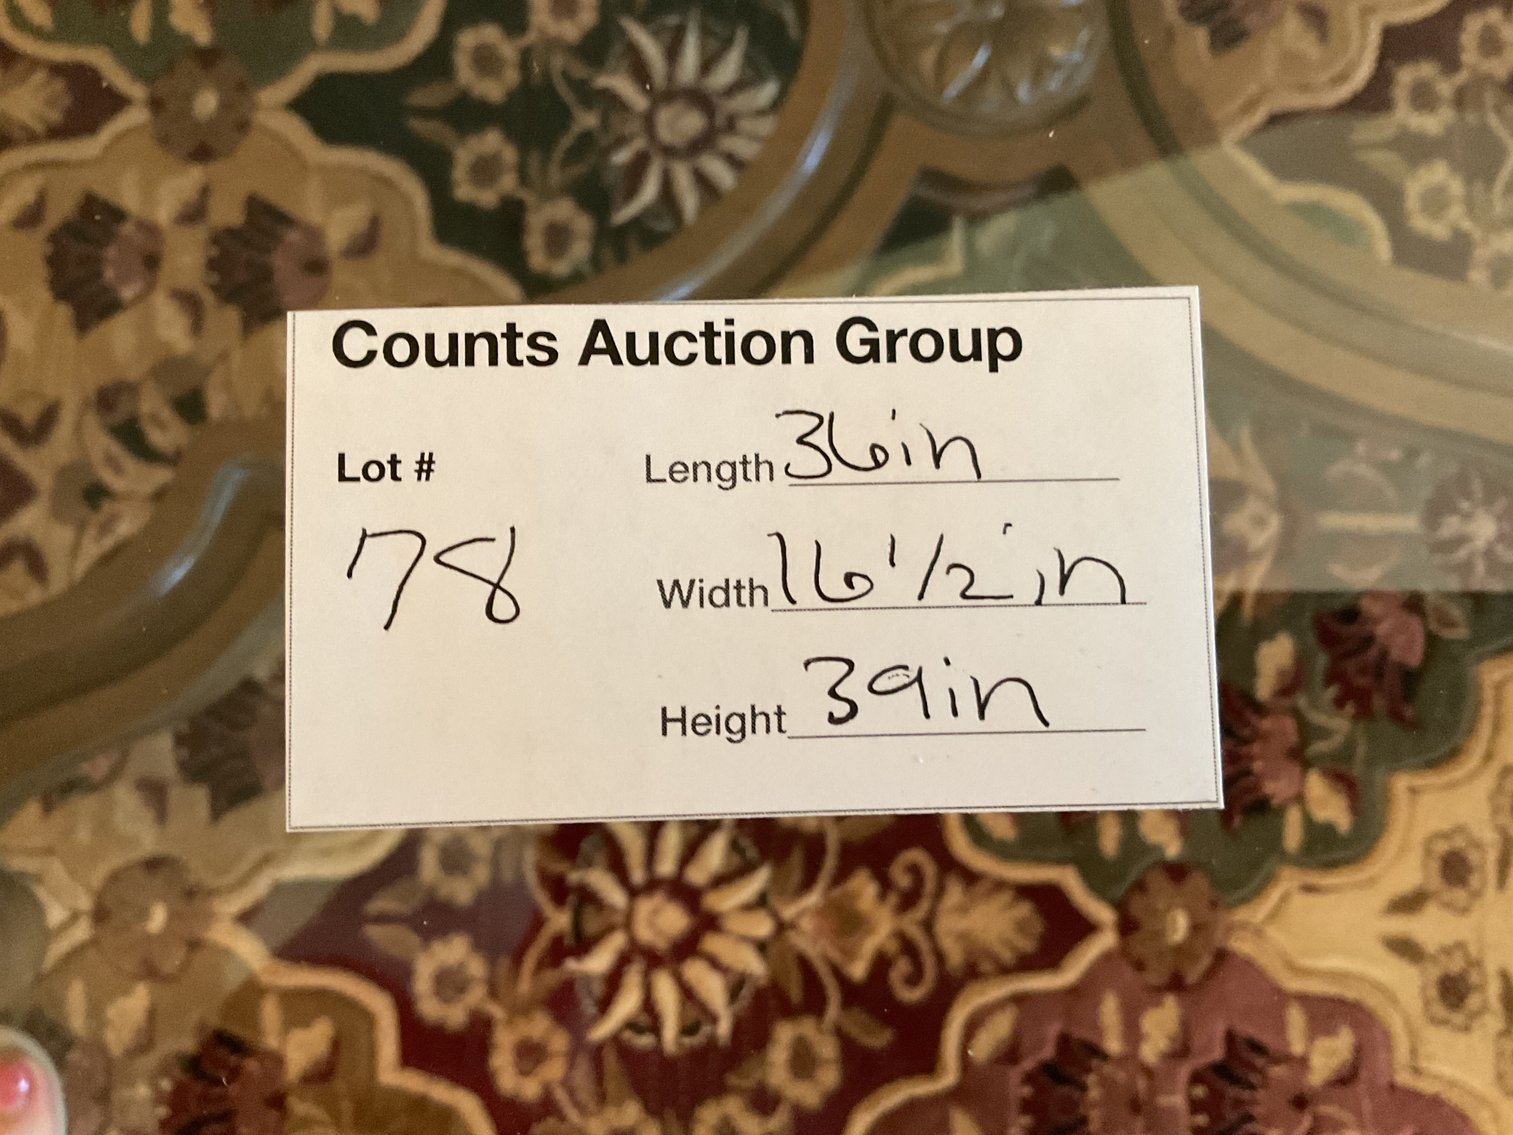 Counts Auction Group
Lot #
78
Length 36in
Width 16 1/2 in
Height 39in